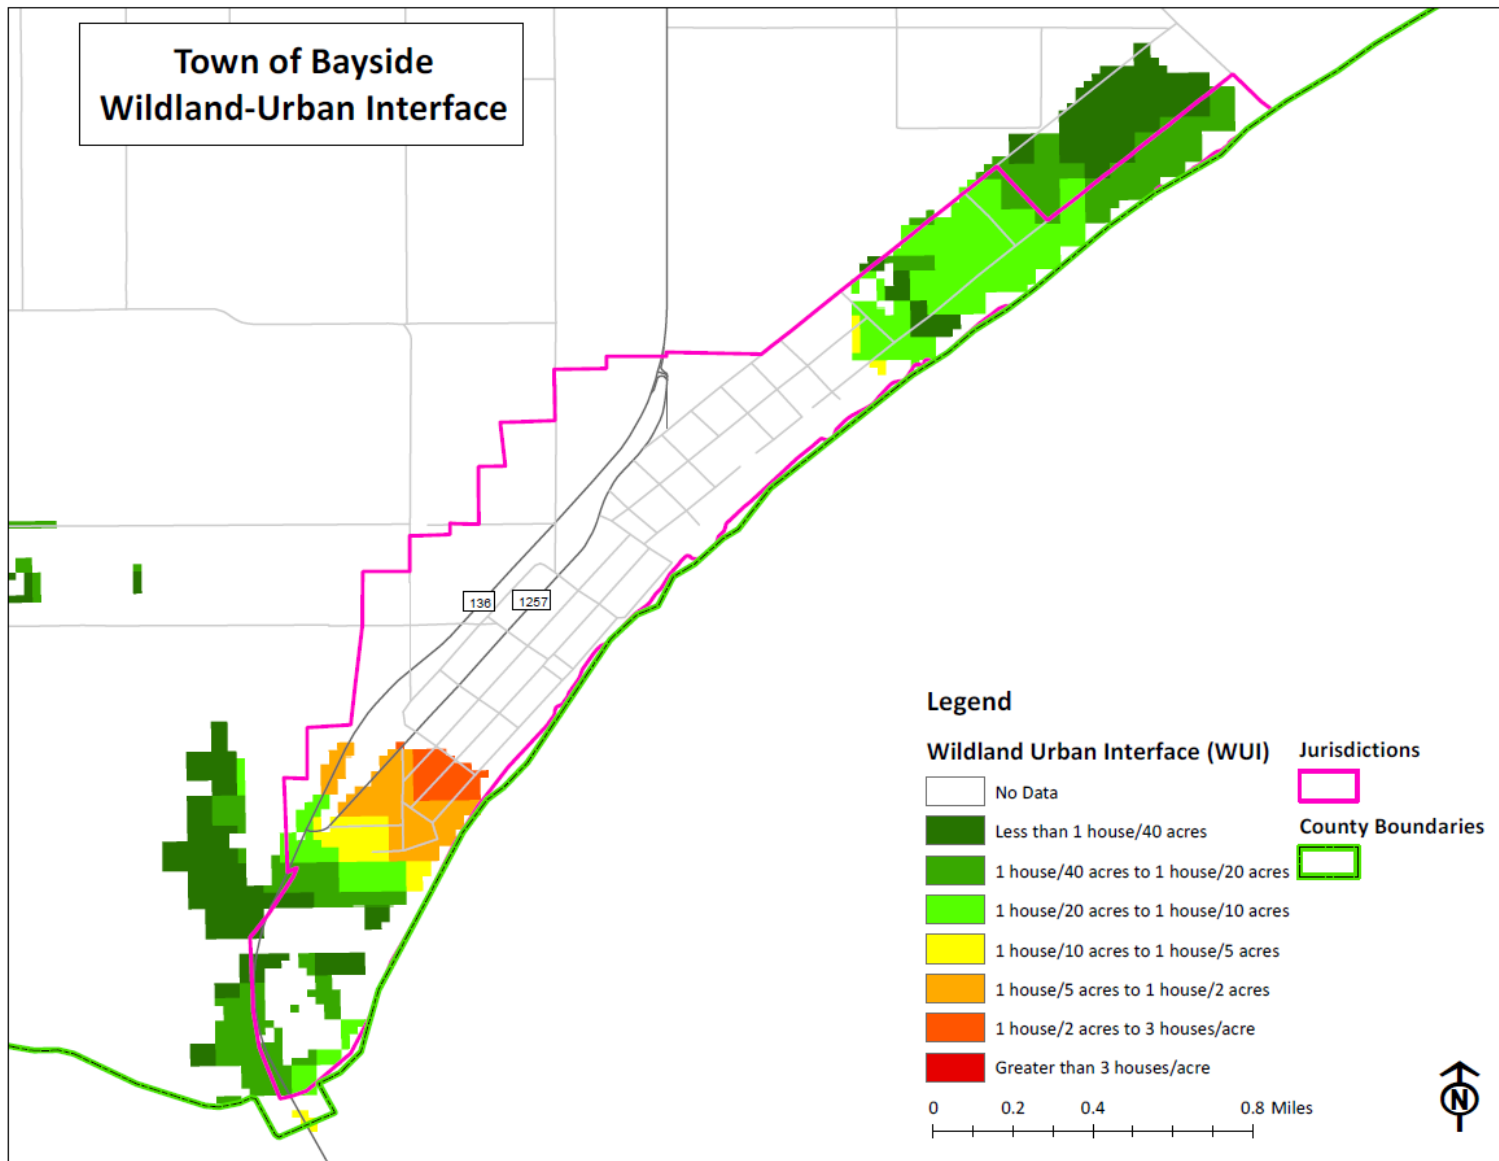 Town of Bayside
Wildland-Urban Interface
136
1257
Legend
Wildland Urban Interface (WUI)
No Data
Less than 1 house/40 acres
1 house/40 acres to 1 house/20 acres
1 house/20 acres to 1 house/10 acres
1 house/10 acres to 1 house/5 acres
1 house/5 acres to 1 house/2 acres
1 house/2 acres to 3 houses/acre
Greater than 3 houses/acre
Jurisdictions
County Boundaries
0 0.2 0.4 0.8 Miles
N